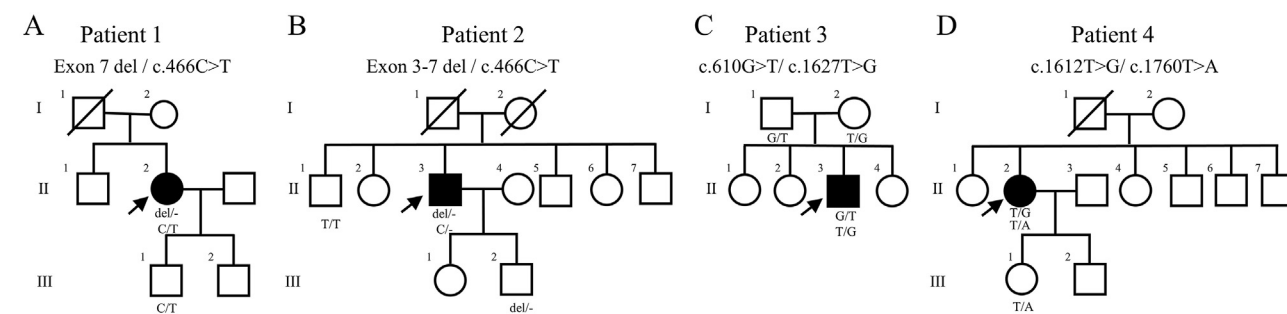 A
Patient 1
Exon 7 del / c.466C>T
I
1
2
II
1
2
del/-
C/T
III
1
2
C/T
B
Patient 2
Exon 3-7 del / c.466C>T
I
1
2
II
1
2
3
4
5
6
7
T/T
del/-
C/-
III
1
2
del/-
C
Patient 3
c.610G>T/ c.1627T>G
I
1
2
G/T
T/G
II
1
2
3
4
G/T
T/G
D
Patient 4
c.1612T>G/ c.1760T>A
I
1
2
II
1
2
3
4
5
6
7
T/G
T/A
III
1
2
T/A